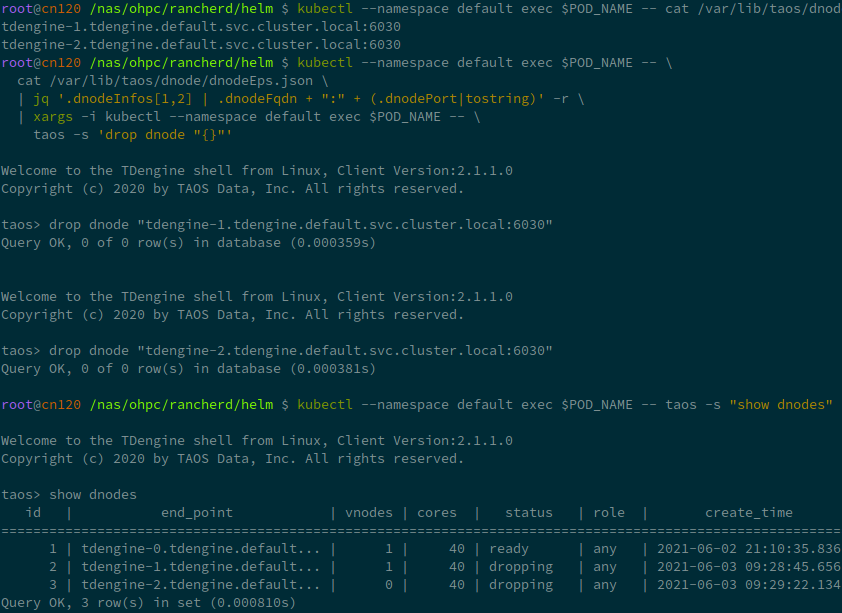 root@cn120 /nas/ohpc/rancherd/helm $ kubectl --namespace default exec $POD_NAME -- cat /var/lib/taos/dnod
tdengine-1.tdengine.default.svc.cluster.local:6030
tdengine-2.tdengine.default.svc.cluster.local:6030
root@cn120 /nas/ohpc/rancherd/helm $ kubectl --namespace default exec $POD_NAME -- \
  cat /var/lib/taos/dnode/dnodeEps.json \
  | jq '.dnodeInfos[1,2] | .dnodeFqdn + ":" + (.dnodePort|tostring)' -r \
  | xargs -i kubectl --namespace default exec $POD_NAME -- \
    taos -s 'drop dnode "{}"'
Welcome to the TDengine shell from Linux, Client Version:2.1.1.0
Copyright (c) 2020 by TAOS Data, Inc. All rights reserved.
taos> drop dnode "tdengine-1.tdengine.default.svc.cluster.local:6030"
Query OK, 0 of 0 row(s) in database (0.000359s)
Welcome to the TDengine shell from Linux, Client Version:2.1.1.0
Copyright (c) 2020 by TAOS Data, Inc. All rights reserved.
taos> drop dnode "tdengine-2.tdengine.default.svc.cluster.local:6030"
Query OK, 0 of 0 row(s) in database (0.000381s)
root@cn120 /nas/ohpc/rancherd/helm $ kubectl --namespace default exec $POD_NAME -- taos -s "show dnodes"
Welcome to the TDengine shell from Linux, Client Version:2.1.1.0
Copyright (c) 2020 by TAOS Data, Inc. All rights reserved.
taos> show dnodes
   id   |           end_point            | vnodes | cores  |   status   | role  |       create_time
=========================================================================================================
      1 | tdengine-0.tdengine.default... |      1 |     40 | ready      | any   | 2021-06-02 21:10:35.836
      2 | tdengine-1.tdengine.default... |      1 |     40 | dropping   | any   | 2021-06-03 09:28:45.656
      3 | tdengine-2.tdengine.default... |      0 |     40 | dropping   | any   | 2021-06-03 09:29:22.134
Query OK, 3 row(s) in set (0.000810s)